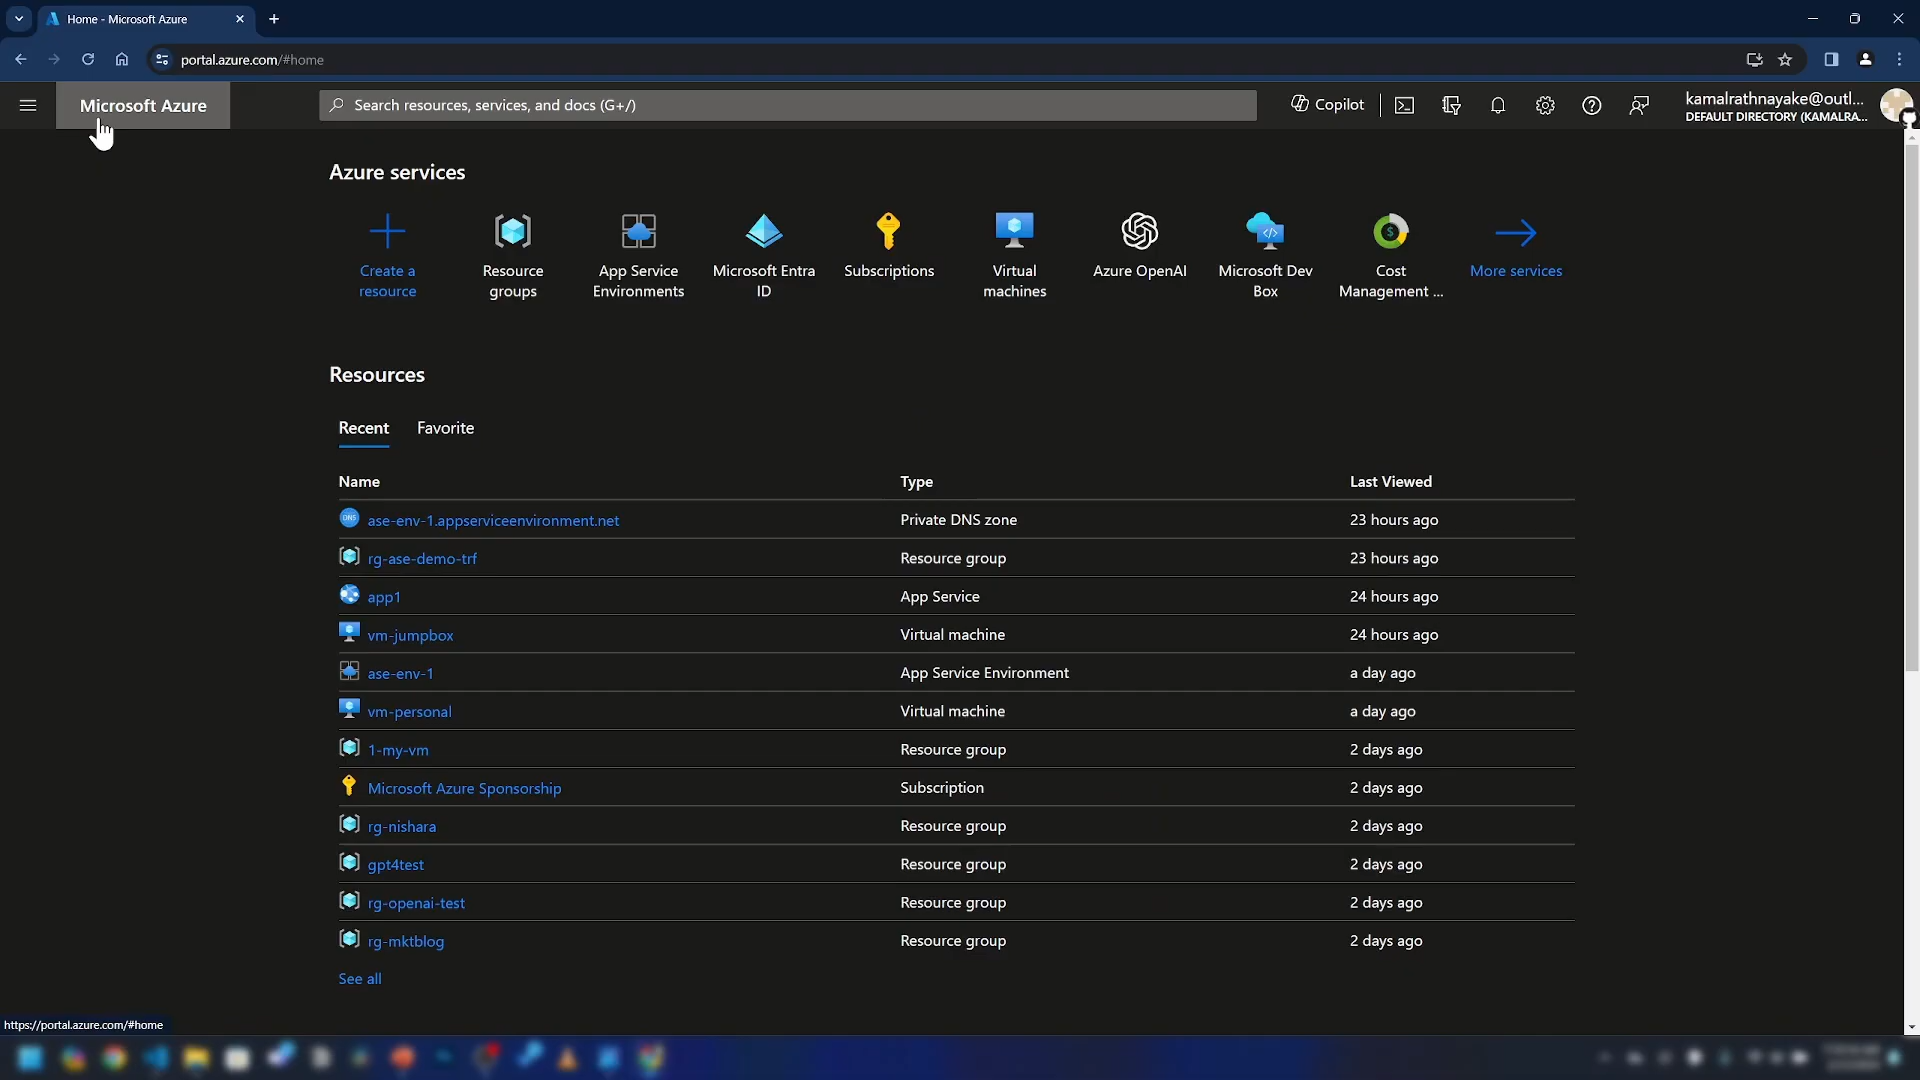 Home - Microsoft Azure
portal.azure.com/#home
Microsoft Azure
Search resources, services, and docs (G+/)
Copilot
kamalrathnayake@outl...
DEFAULT DIRECTORY (KAMALRA...
Azure services
Create a
resource
Resource
groups
App Service
Environments
Microsoft Entra
ID
Subscriptions
Virtual
machines
Azure OpenAI
Microsoft Dev
Box
Cost
Management ...
More services
Resources
Recent Favorite
Name Type Last Viewed
DNS ase-env-1.appserviceenvironment.net Private DNS zone 23 hours ago
rg-ase-demo-trf Resource group 23 hours ago
app1 App Service 24 hours ago
vm-jumpbox Virtual machine 24 hours ago
ase-env-1 App Service Environment a day ago
vm-personal Virtual machine a day ago
1-my-vm Resource group 2 days ago
Microsoft Azure Sponsorship Subscription 2 days ago
rg-nishara Resource group 2 days ago
gpt4test Resource group 2 days ago
rg-openai-test Resource group 2 days ago
rg-mktblog Resource group 2 days ago
See all
https://portal.azure.com/#home